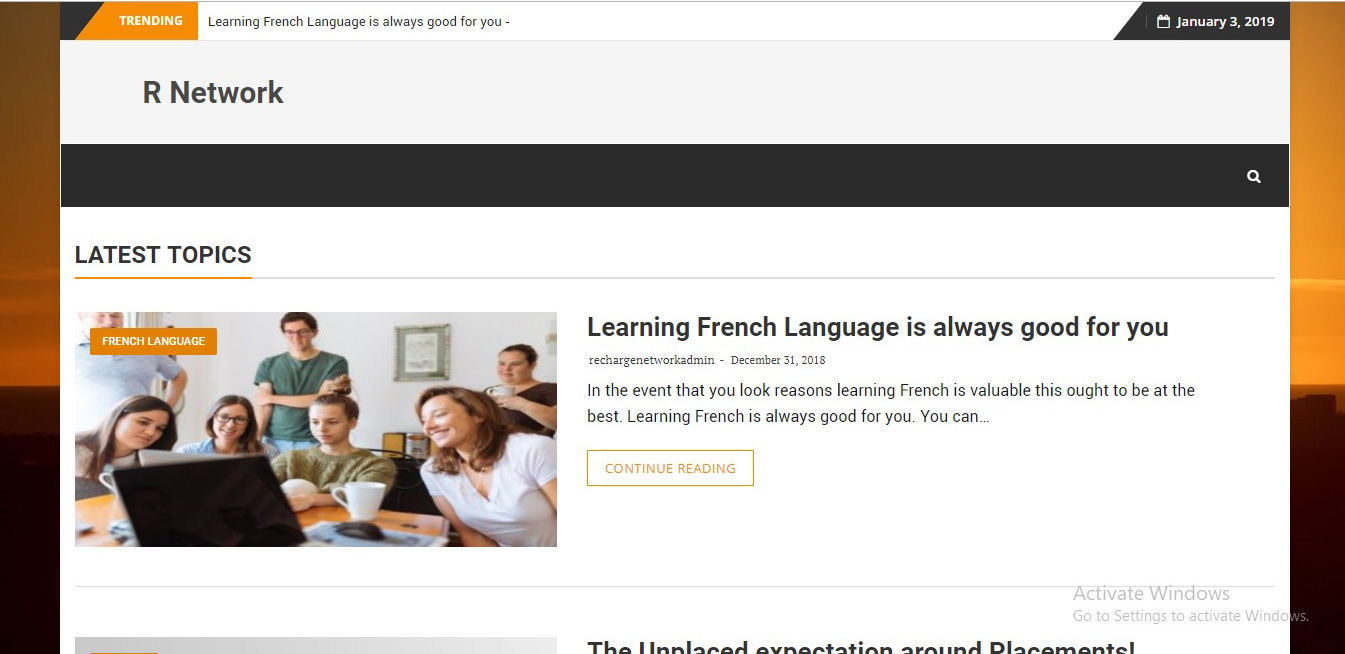 TRENDING
Learning French Language is always good for you -
January 3, 2019
R Network
LATEST TOPICS
FRENCH LANGUAGE
Learning French Language is always good for you
rechargenetworkadmin - December 31, 2018
In the event that you look reasons learning French is valuable this ought to be at the
best. Learning French is always good for you. You can...
CONTINUE READING
Activate Windows
Go to Settings to activate Windows.
The Unplaced expectation around Placements!